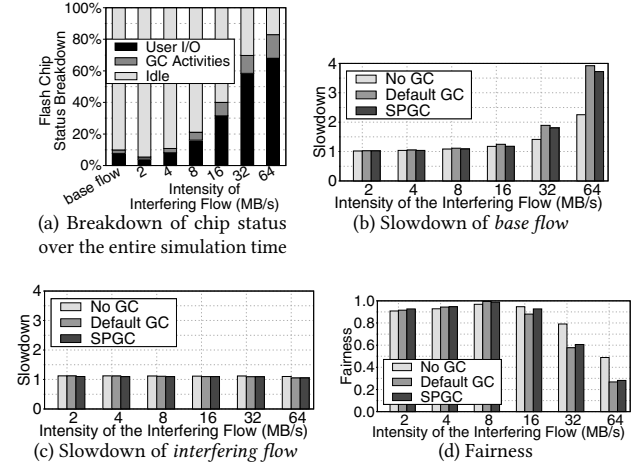 100%
80%
60%
40%
20%
0%
Flash Chip
Status Breakdown
User I/O
GC Activities
Idle
base flow
2
4
8
16
32
64
Intensity of
Interfering Flow (MB/s)
(a) Breakdown of chip status
over the entire simulation time
4
3
2
1
0
Slowdown
No GC
Default GC
SPGC
2 4 8 16 32 64
Intensity of the Interfering Flow (MB/s)
(b) Slowdown of base flow
4
3
2
1
0
Slowdown
No GC
Default GC
SPGC
2 4 8 16 32 64
Intensity of the Interfering Flow (MB/s)
(c) Slowdown of interfering flow
1.0
0.8
0.6
0.4
0.2
0.0
Fairness
No GC
Default GC
SPGC
2 4 8 16 32 64
Intensity of the Interfering Flow (MB/s)
(d) Fairness